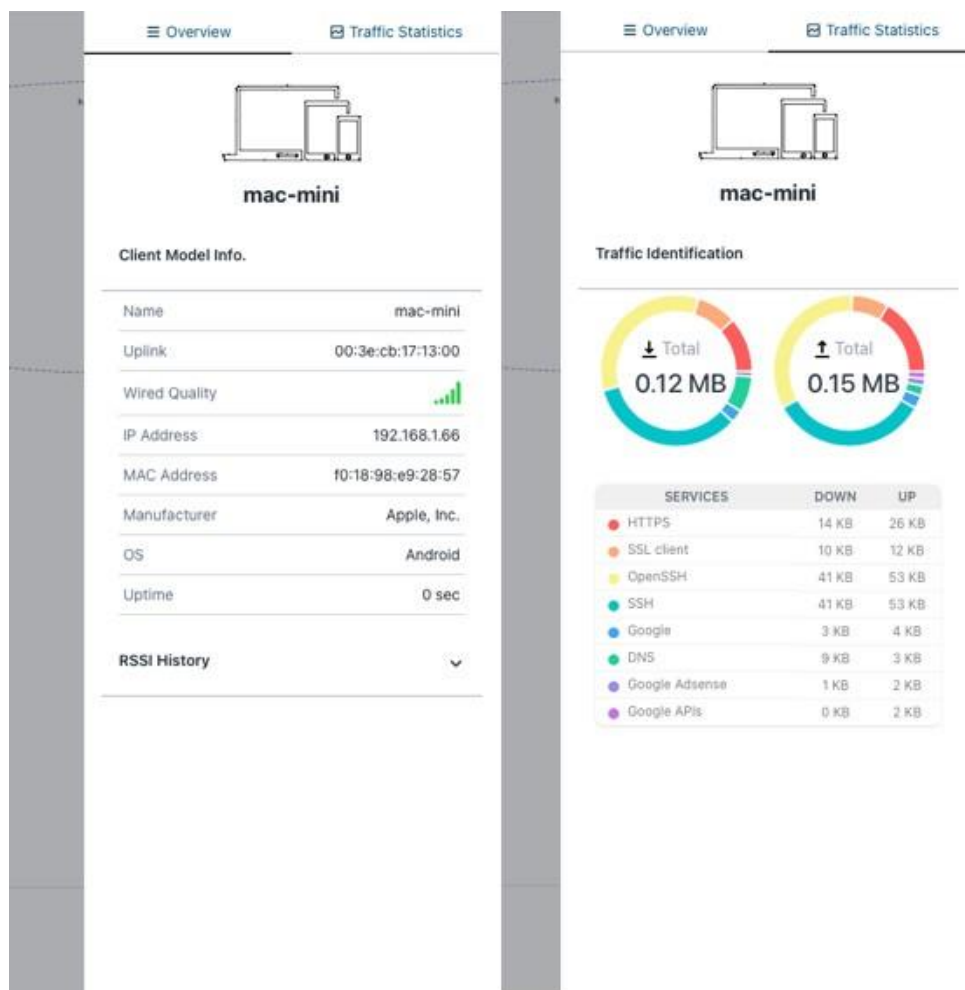 Overview Traffic Statistics
mac-mini
Client Model Info.
Name mac-mini
Uplink 00:3e:cb:17:13:00
Wired Quality
IP Address 192.168.1.66
MAC Address f0:18:98:e9:28:57
Manufacturer Apple, Inc.
OS Android
Uptime 0 sec
RSSI History
Overview Traffic Statistics
mac-mini
Traffic Identification
Total
0.12 MB
Total
0.15 MB
SERVICES DOWN UP
HTTPS 14 KB 26 KB
SSL client 10 KB 12 KB
OpenSSH 41 KB 53 KB
SSH 41 KB 53 KB
Google 3 KB 4 KB
DNS 9 KB 3 KB
Google Adsense 1 KB 2 KB
Google APIs 0 KB 2 KB